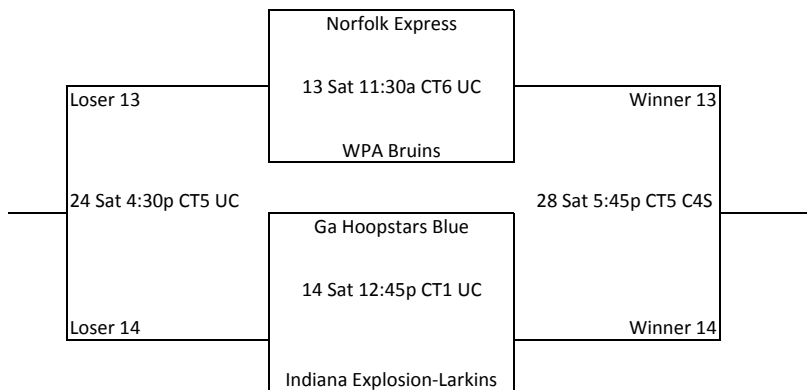 Norfolk Express
13 Sat 11:30a CT6 UC
Loser 13
Winner 13
WPA Bruins
24 Sat 4:30p CT5 UC
28 Sat 5:45p CT5 C4S
Ga Hoopstars Blue
14 Sat 12:45p CT1 UC
Loser 14
Winner 14
Indiana Explosion-Larkins